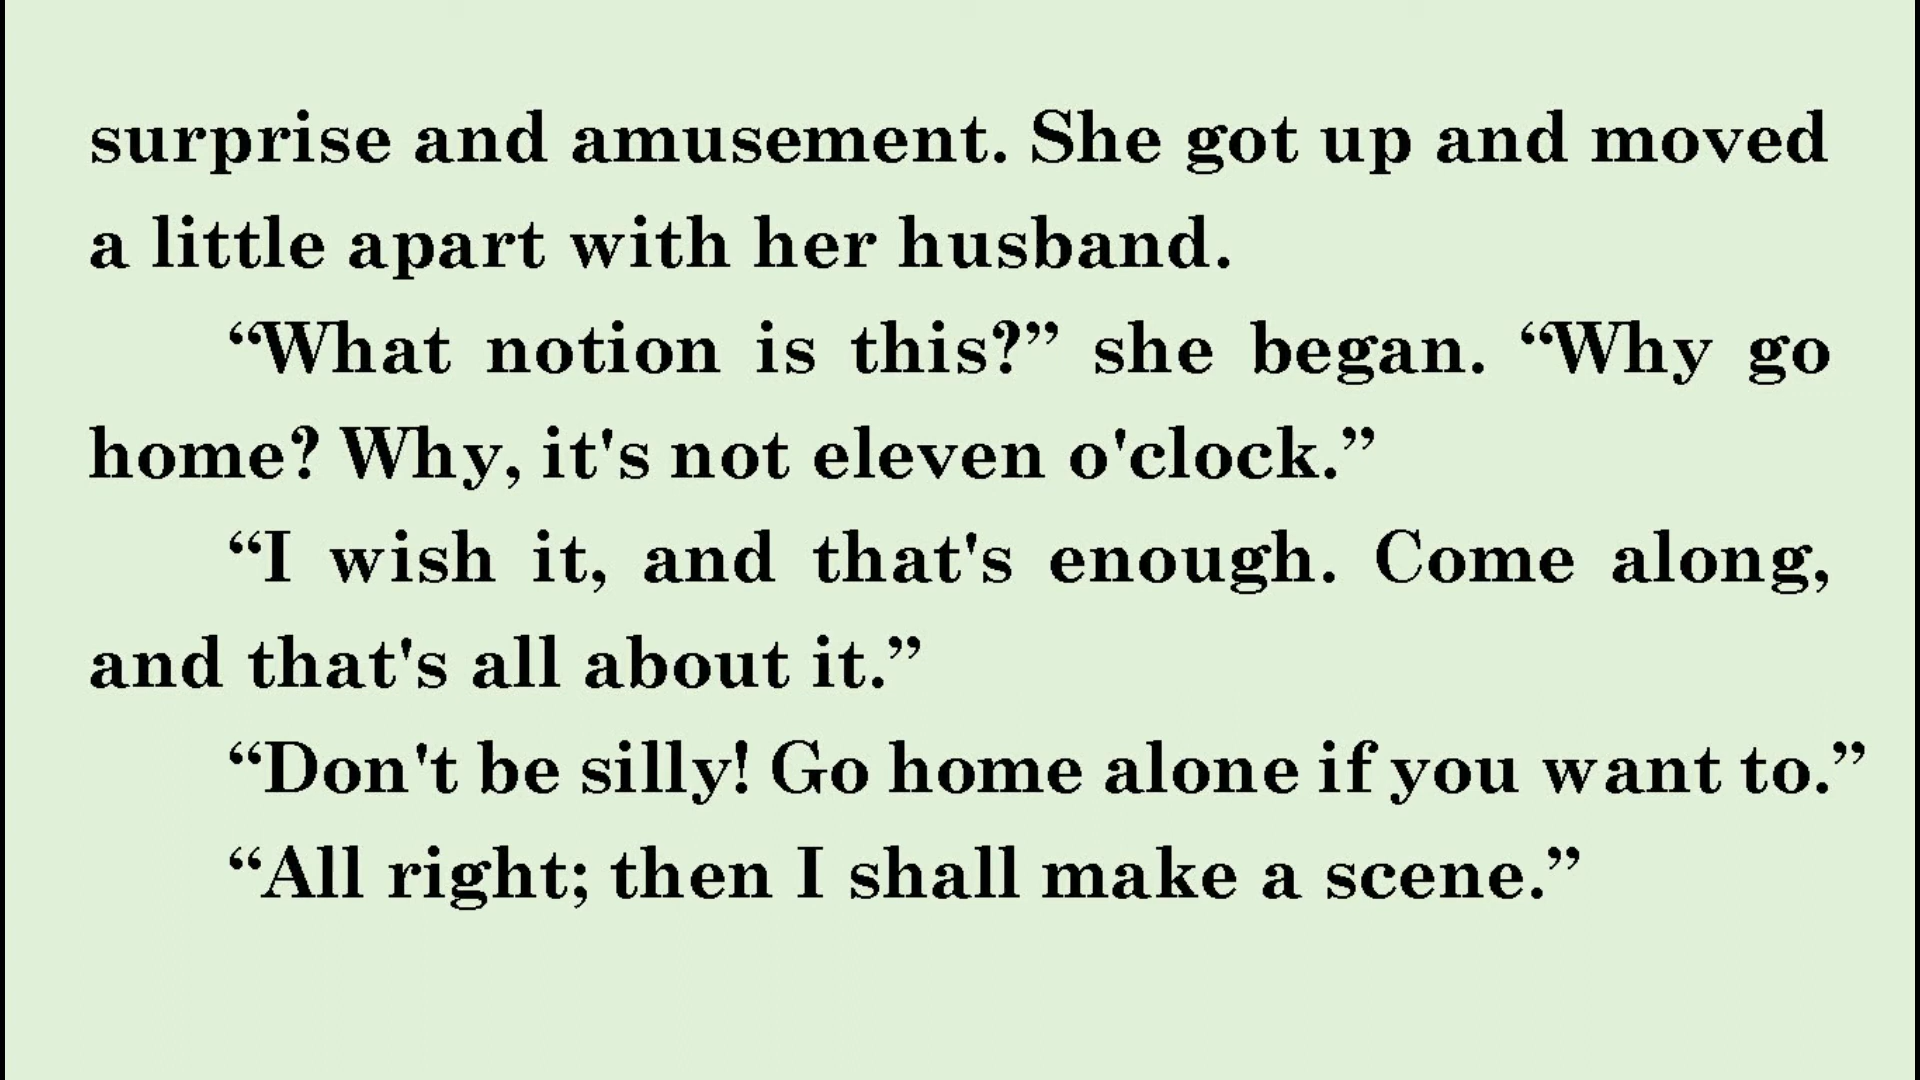 surprise and amusement. She got up and moved
a little apart with her husband.
“What notion is this?” she began. “Why go
home? Why, it's not eleven o'clock.”
“I wish it, and that's enough. Come along,
and that's all about it.”
“Don't be silly! Go home alone if you want to.”
“All right; then I shall make a scene.”